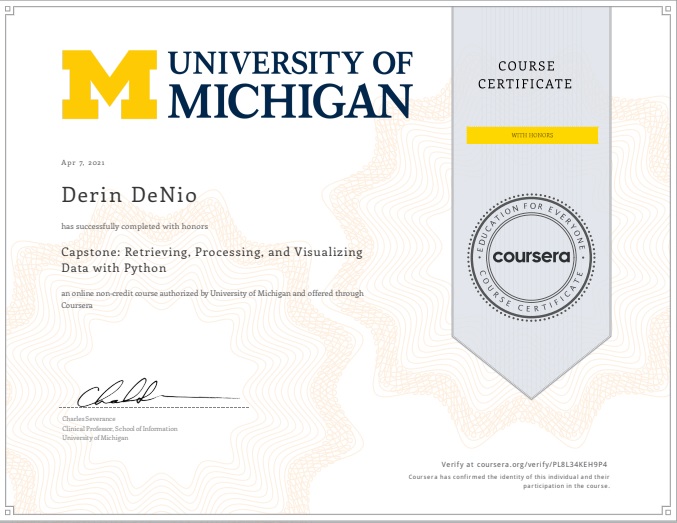 UNIVERSITY OF
MICHIGAN
COURSE
CERTIFICATE
WITH HONORS
Apr 7, 2021
Derin DeNio
has successfully completed with honors
Capstone: Retrieving, Processing, and Visualizing
Data with Python
an online non-credit course authorized by University of Michigan and offered through
Coursera
EDUCATION FOR EVERYONE
coursera
COURSE CERTIFICATE
Charles Severance
Clinical Professor, School of Information
University of Michigan
Verify at coursera.org/verify/PL8L34KEH9P4
Coursera has confirmed the identity of this individual and their
participation in the course.